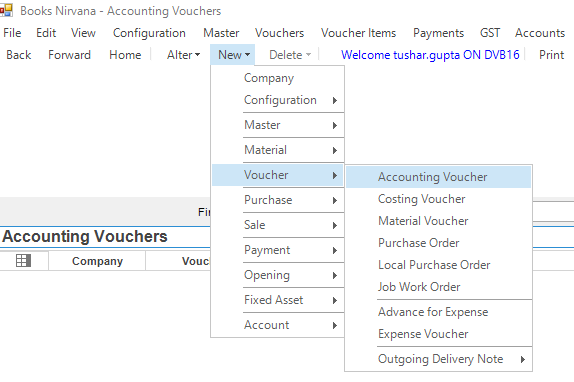 Books Nirvana - Accounting Vouchers
File Edit View Configuration Master Vouchers Voucher Items Payments GST Accounts
Back Forward Home Alter New Delete Welcome tushar.gupta ON DVB16 Print
Company
Configuration
Master
Material
Voucher
Purchase
Sale
Payment
Opening
Fixed Asset
Account
Accounting Voucher
Costing Voucher
Material Voucher
Purchase Order
Local Purchase Order
Job Work Order
Advance for Expense
Expense Voucher
Outgoing Delivery Note
Accounting Vouchers
Company